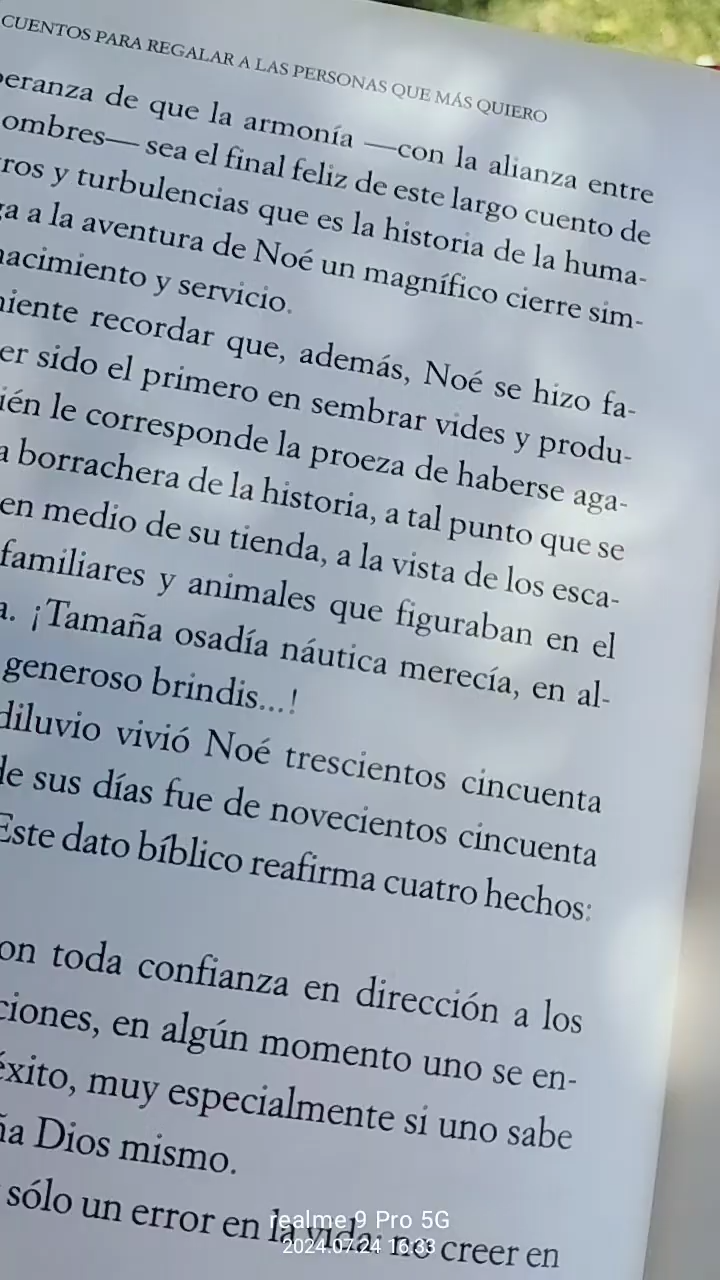 CUENTOS PARA REGALAR A LAS PERSONAS QUE MÁS QUIERO
peranza de que la armonía —con la alianza entre
ombres— sea el final feliz de este largo cuento de
ros y turbulencias que es la historia de la huma-
ga a la aventura de Noé un magnífico cierre sim-
nacimiento y servicio.
niente recordar que, además, Noé se hizo fa-
er sido el primero en sembrar vides y produ-
ién le corresponde la proeza de haberse aga-
a borrachera de la historia, a tal punto que se
en medio de su tienda, a la vista de los esca-
familiares y animales que figuraban en el
a. ¡Tamaña osadía náutica merecía, en al-
generoso brindis...!
diluvio vivió Noé trescientos cincuenta
de sus días fue de novecientos cincuenta
Este dato bíblico reafirma cuatro hechos:
on toda confianza en dirección a los
ciones, en algún momento uno se en-
éxito, muy especialmente si uno sabe
ña Dios mismo.
sólo un error en la vida: no creer en
realme 9 Pro 5G
2024.07.24 16:33